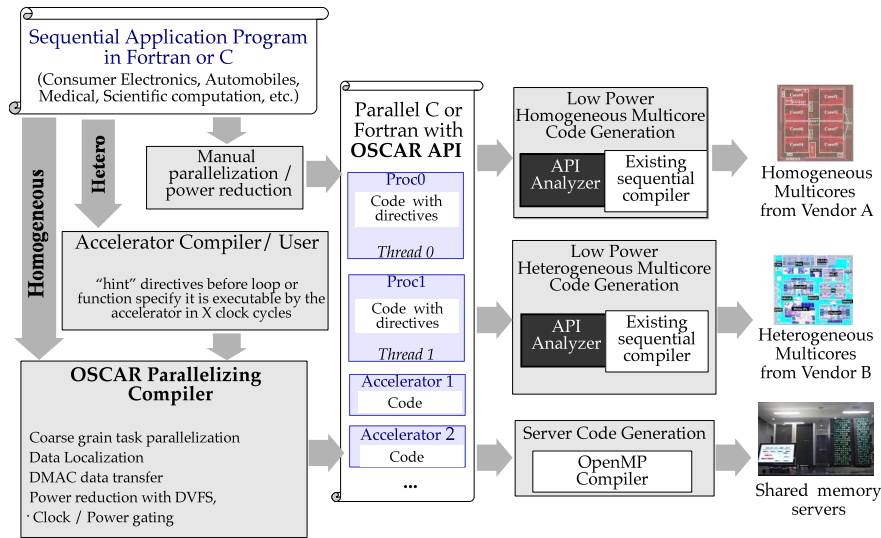 Sequential Application Program
in Fortran or C
(Consumer Electronics, Automobiles,
Medical, Scientific computation, etc.)
Homogeneous
Hetero
Manual
parallelization /
power reduction
Accelerator Compiler/ User
“hint” directives before loop or
function specify it is executable by the
accelerator in X clock cycles
OSCAR Parallelizing
Compiler
Coarse grain task parallelization
Data Localization
DMAC data transfer
Power reduction with DVFS,
· Clock / Power gating
Parallel C or
Fortran with
OSCAR API
Proc0
Code with
directives
Thread 0
Proc1
Code with
directives
Thread 1
Accelerator 1
Code
Accelerator 2
Code
...
Low Power
Homogeneous Multicore
Code Generation
API
Analyzer
Existing
sequential
compiler
Homogeneous
Multicores
from Vendor A
Low Power
Heterogeneous Multicore
Code Generation
API
Analyzer
Existing
sequential
compiler
Heterogeneous
Multicores
from Vendor B
Server Code Generation
OpenMP
Compiler
Shared memory
servers